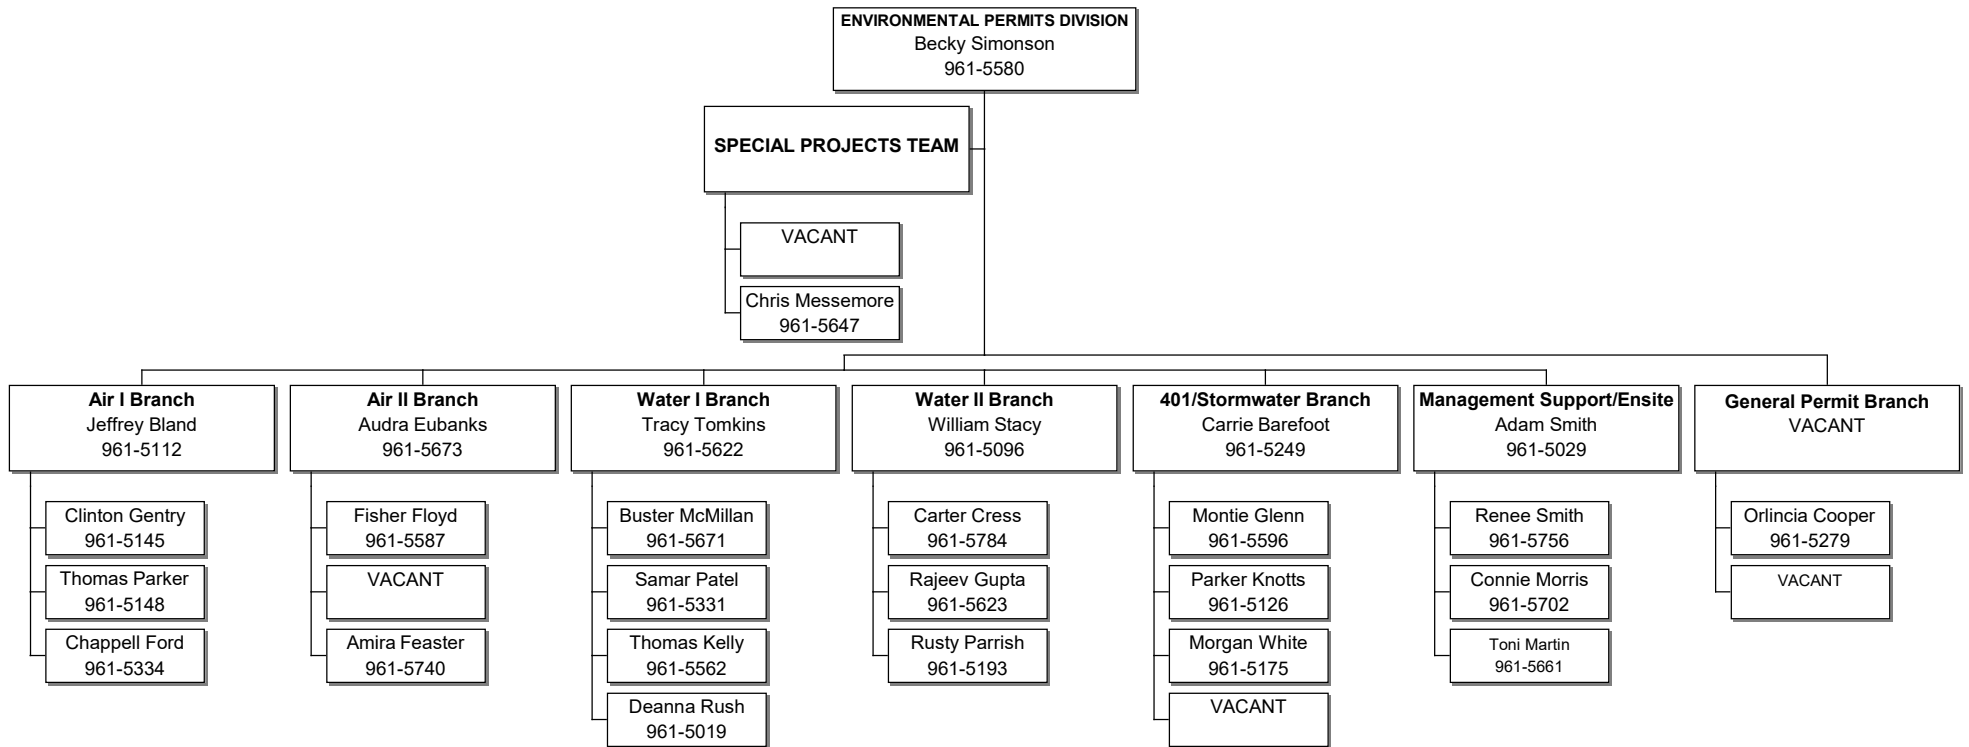 ENVIRONMENTAL PERMITS DIVISION
Becky Simonson
961-5580
SPECIAL PROJECTS TEAM
VACANT
Chris Messemore
961-5647
Air I Branch
Jeffrey Bland
961-5112
Clinton Gentry
961-5145
Thomas Parker
961-5148
Chappell Ford
961-5334
Air II Branch
Audra Eubanks
961-5673
Fisher Floyd
961-5587
VACANT
Amira Feaster
961-5740
Water I Branch
Tracy Tomkins
961-5622
Buster McMillan
961-5671
Samar Patel
961-5331
Thomas Kelly
961-5562
Deanna Rush
961-5019
Water II Branch
William Stacy
961-5096
Carter Cress
961-5784
Rajeev Gupta
961-5623
Rusty Parrish
961-5193
401/Stormwater Branch
Carrie Barefoot
961-5249
Montie Glenn
961-5596
Parker Knotts
961-5126
Morgan White
961-5175
VACANT
Management Support/Ensite
Adam Smith
961-5029
Renee Smith
961-5756
Connie Morris
961-5702
Toni Martin
961-5661
General Permit Branch
VACANT
Orlincia Cooper
961-5279
VACANT